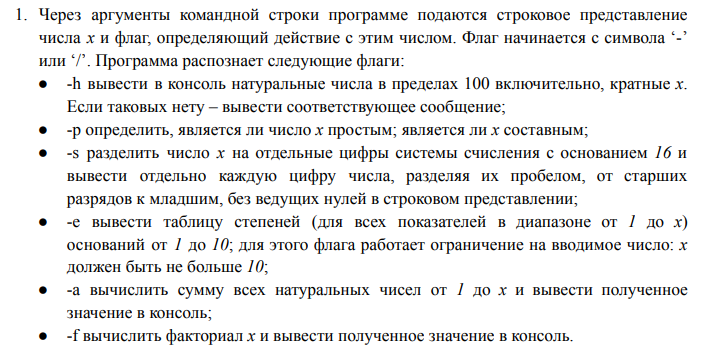 1. Через аргументы командной строки программе подаются строковое представление
числа x и флаг, определяющий действие с этим числом. Флаг начинается с символа ‘-’
или ‘/’. Программа распознает следующие флаги:
● -h вывести в консоль натуральные числа в пределах 100 включительно, кратные x.
Если таковых нету – вывести соответствующее сообщение;
● -p определить, является ли число x простым; является ли x составным;
● -s разделить число x на отдельные цифры системы счисления с основанием 16 и
вывести отдельно каждую цифру числа, разделяя их пробелом, от старших
разрядов к младшим, без ведущих нулей в строковом представлении;
● -e вывести таблицу степеней (для всех показателей в диапазоне от 1 до x)
оснований от 1 до 10; для этого флага работает ограничение на вводимое число: x
должен быть не больше 10;
● -a вычислить сумму всех натуральных чисел от 1 до x и вывести полученное
значение в консоль;
● -f вычислить факториал x и вывести полученное значение в консоль.